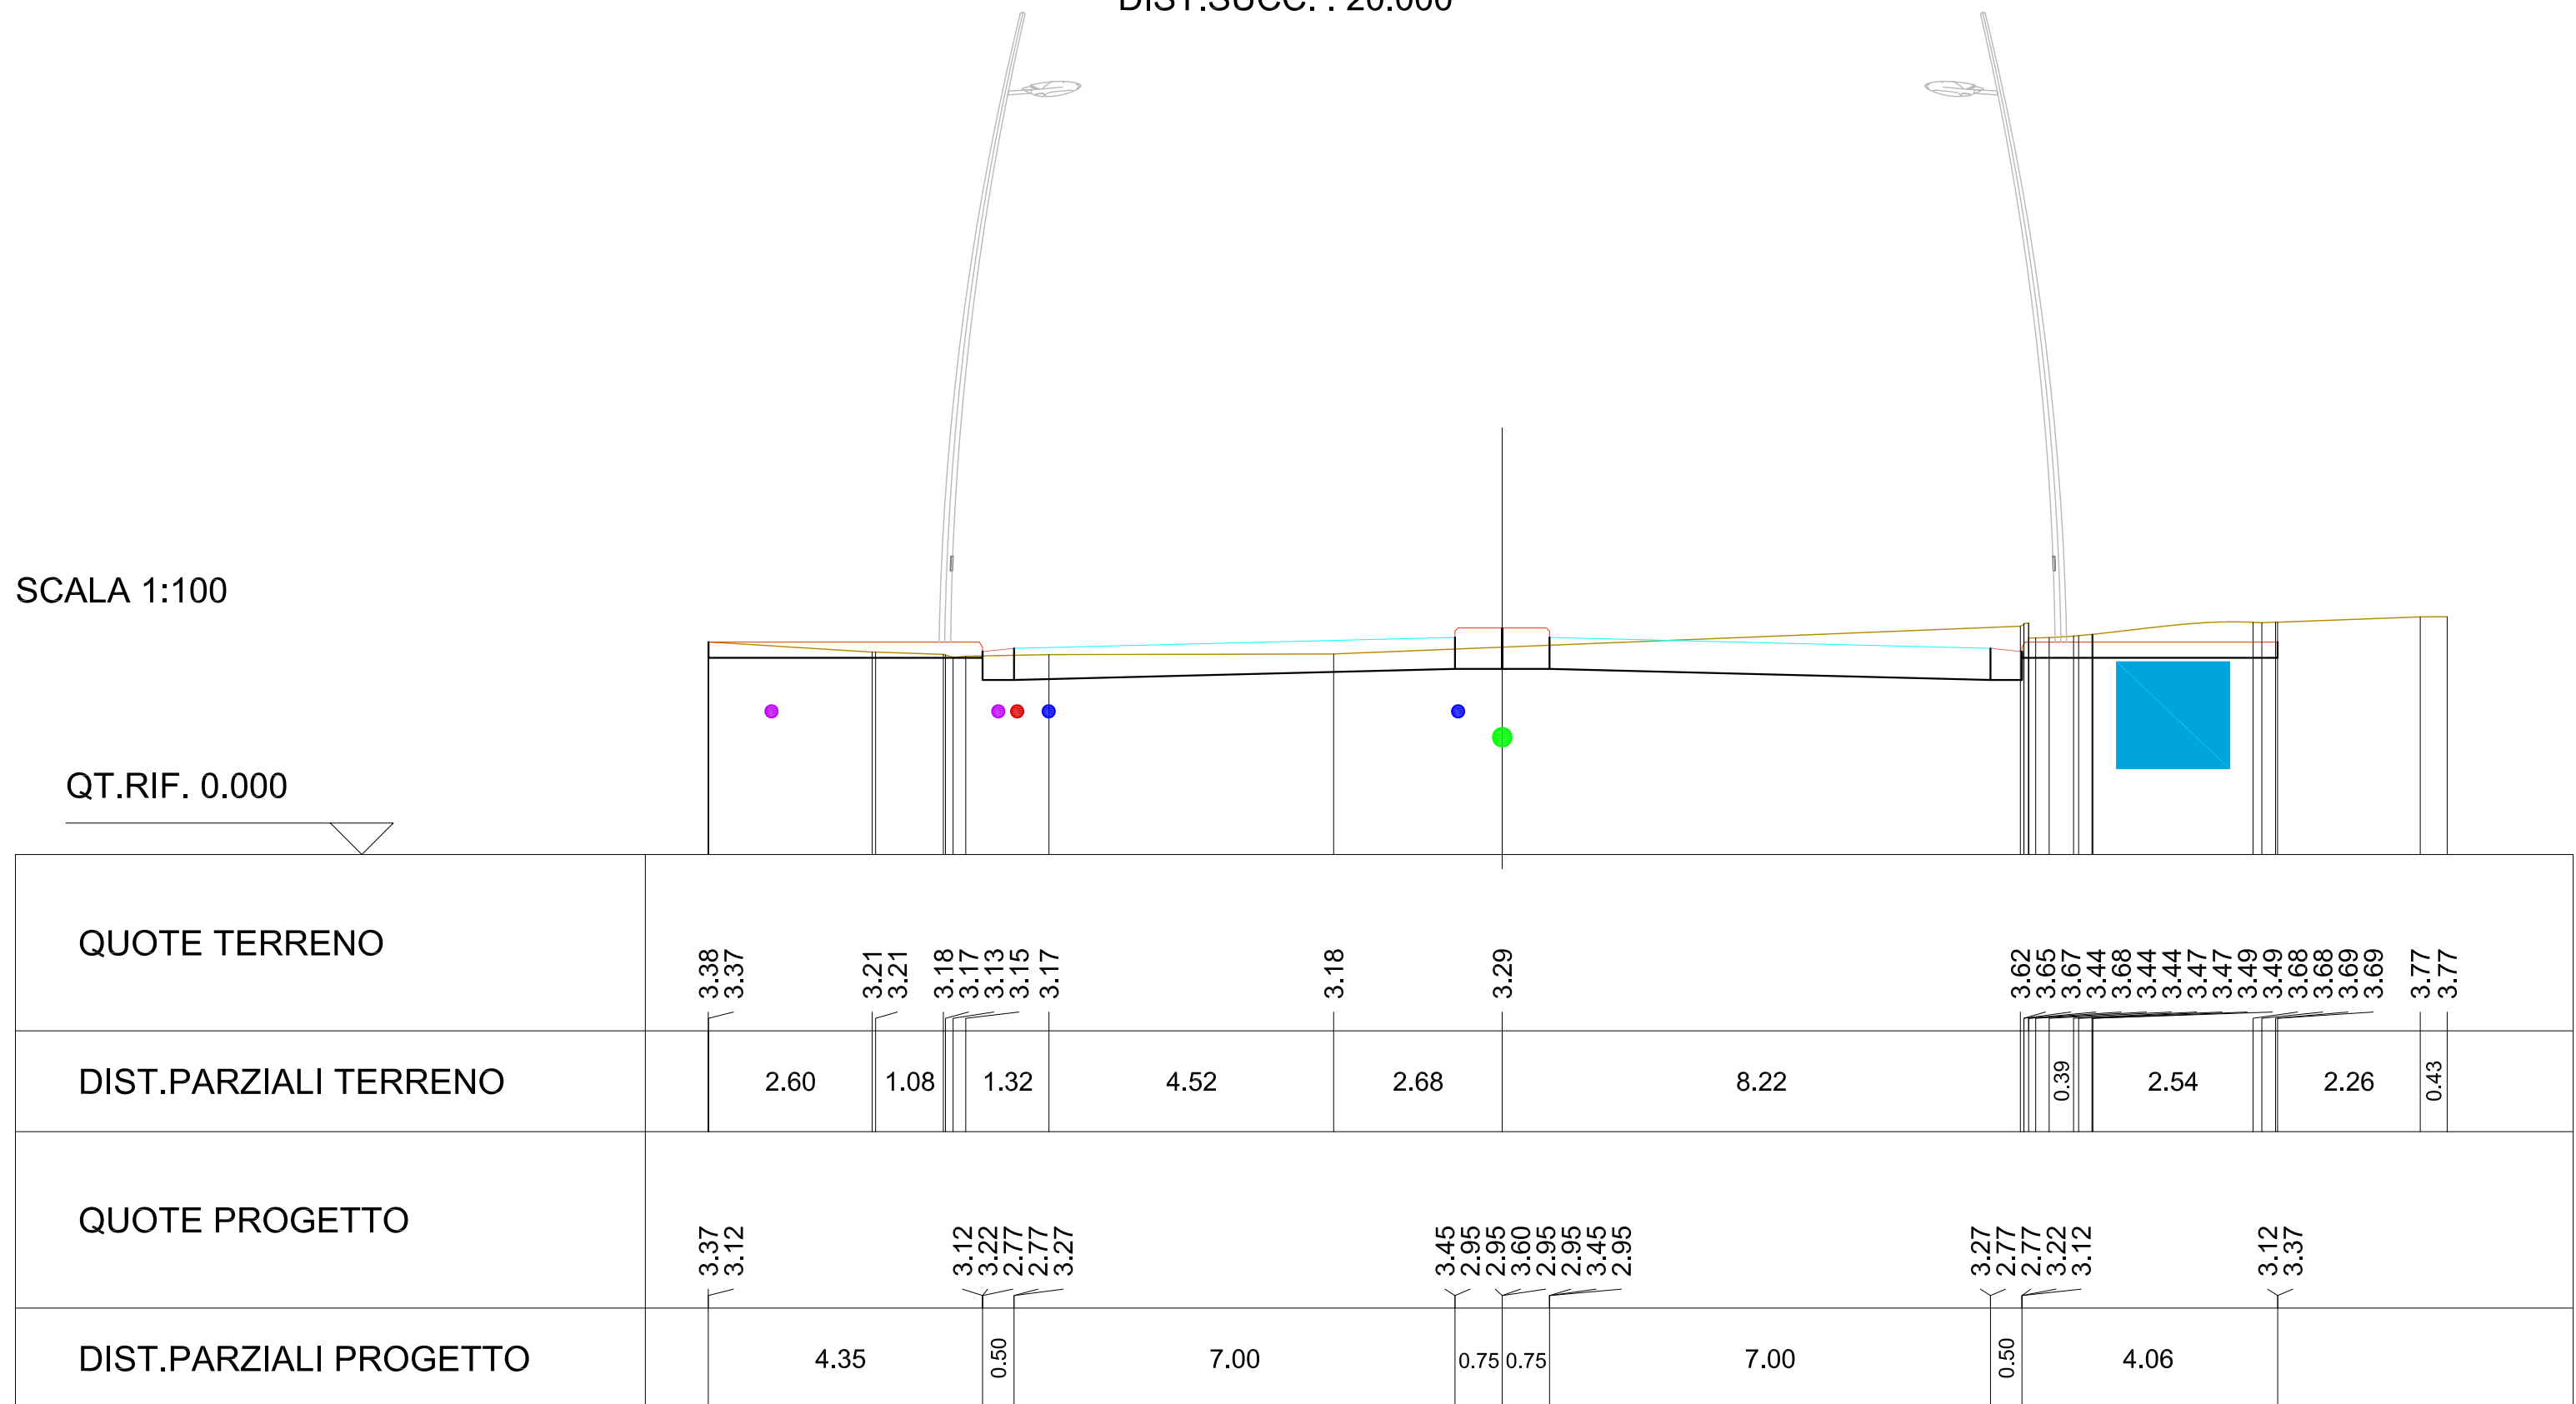 DIST.SUCC. : 20.000
SCALA 1:100
QT.RIF. 0.000
QUOTE TERRENO
3.38 3.37 3.21 3.21 3.18 3.17 3.13 3.15 3.17 3.18 3.29 3.62 3.65 3.67 3.44 3.68 3.44 3.44 3.47 3.47 3.49 3.49 3.68 3.68 3.69 3.69 3.77 3.77
DIST.PARZIALI TERRENO
2.60 1.08 1.32 4.52 2.68 8.22 0.39 2.54 2.26 0.43
QUOTE PROGETTO
3.37 3.12 3.12 3.22 2.77 2.77 3.27 3.45 2.95 2.95 3.60 2.95 2.95 3.45 2.95 3.27 2.77 2.77 3.22 3.12 3.12 3.37
DIST.PARZIALI PROGETTO
4.35 0.50 7.00 0.75 0.75 7.00 0.50 4.06